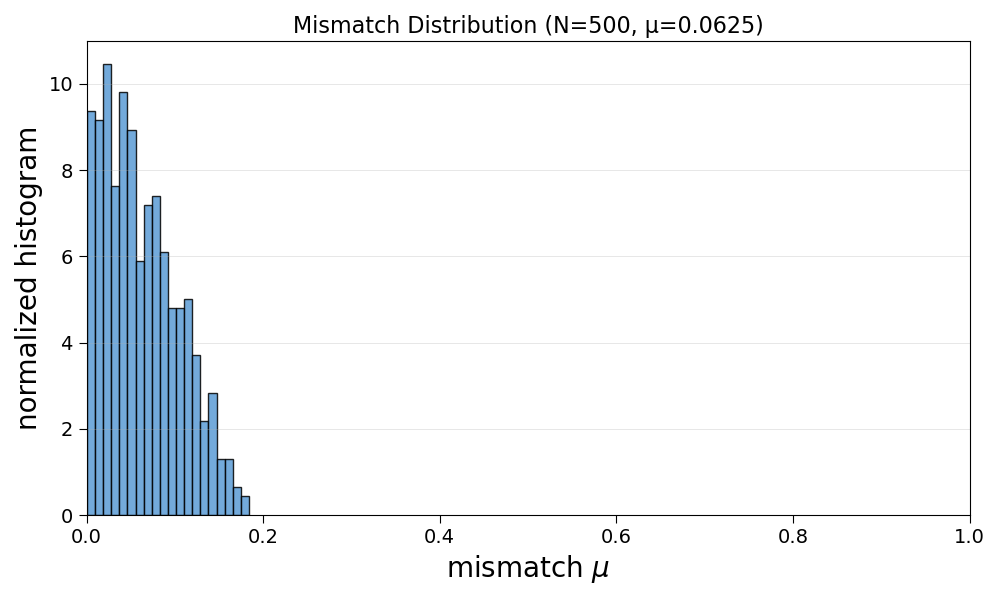 Mismatch Distribution (N=500, μ=0.0625)
normalized histogram
10
8
6
4
2
0
0.0 0.2 0.4 0.6 0.8 1.0
mismatch μ